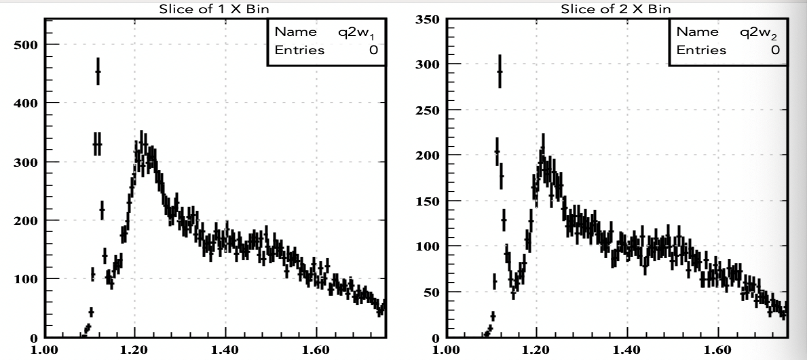 Slice of 1 X Bin
Name q2w1
Entries 0
500
400
300
200
100
0
1.00 1.20 1.40 1.60
Slice of 2 X Bin
Name q2w2
Entries 0
350
300
250
200
150
100
50
0
1.00 1.20 1.40 1.60